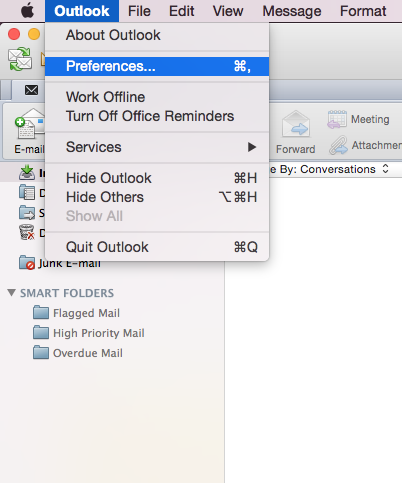 Outlook File Edit View Message Format
About Outlook
Preferences... ⌘,
Work Offline
Turn Off Office Reminders
Services
Hide Outlook ⌘H
Hide Others ⌥⌘H
Show All
Quit Outlook ⌘Q
E-mail
Forward
Meeting
Attachment
By: Conversations
Junk E-mail
SMART FOLDERS
Flagged Mail
High Priority Mail
Overdue Mail